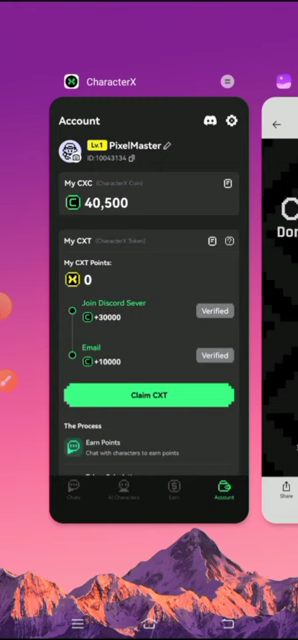 CharacterX
Account
Lv.1 PixelMaster
ID:10043134
My CXC (CharacterX Coin)
40,500
My CXT (CharacterX Token)
My CXT Points:
0
Join Discord Sever
+30000
Verified
Email
+10000
Verified
Claim CXT
The Process
Earn Points
Chat with characters to earn points
Chats
AI Characters
Earn
Account
Share